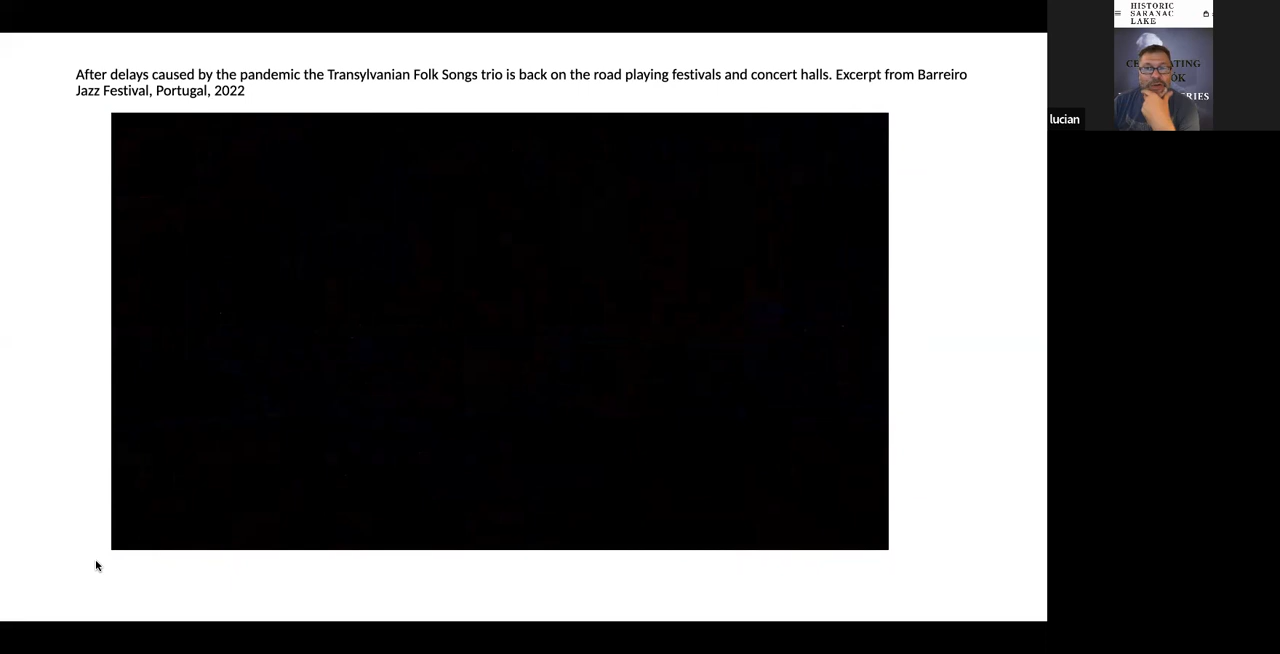 After delays caused by the pandemic the Transylvanian Folk Songs trio is back on the road playing festivals and concert halls. Excerpt from Barreiro
Jazz Festival, Portugal, 2022
HISTORIC
SARANAC
LAKE
lucian